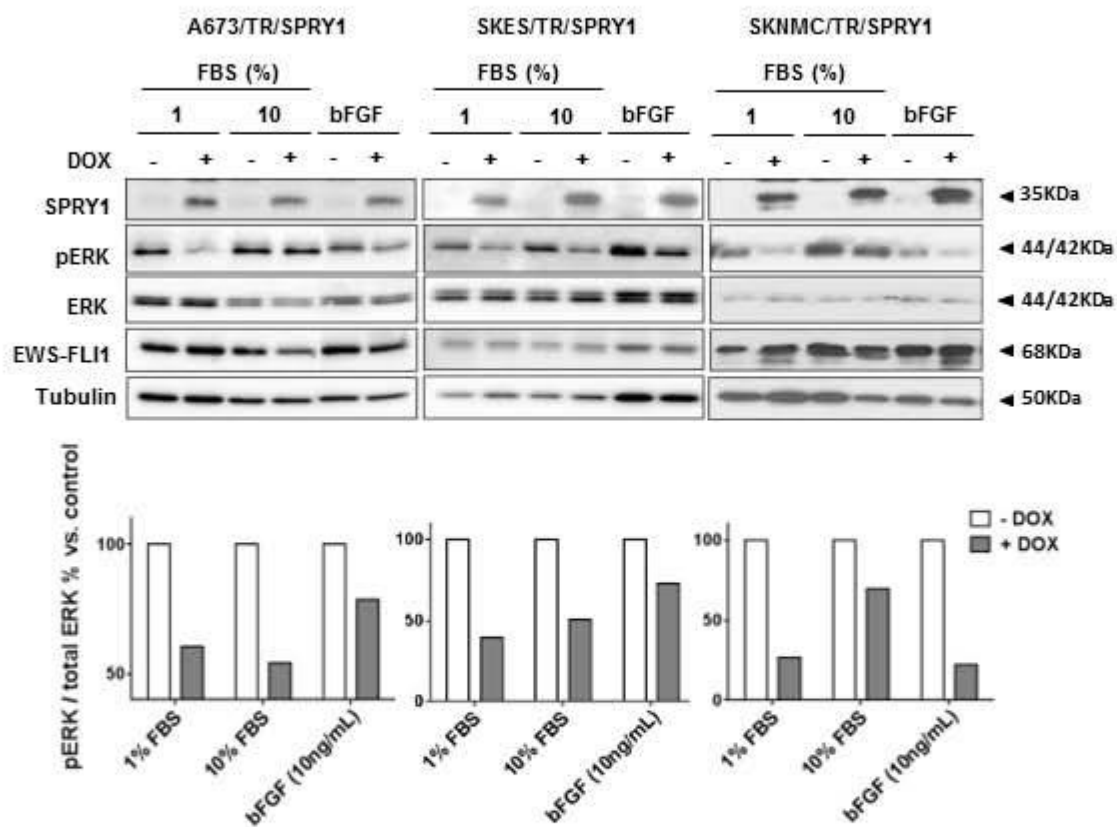 A673/TR/SPRY1 SKES/TR/SPRY1 SKNMC/TR/SPRY1
FBS (%) FBS (%) FBS (%)
1 10 bFGF 1 10 bFGF 1 10 bFGF
DOX - + - + - + - + - + - + - + - + - +
SPRY1 35KDa
pERK 44/42KDa
ERK 44/42KDa
EWS-FLI1 68KDa
Tubulin 50KDa
pERK / total ERK % vs. control
100
50
100
50
0
100
50
0
- DOX
+ DOX
1% FBS
10% FBS
bFGF (10ng/mL)
1% FBS
10% FBS
bFGF (10ng/mL)
1% FBS
10% FBS
bFGF (10ng/mL)